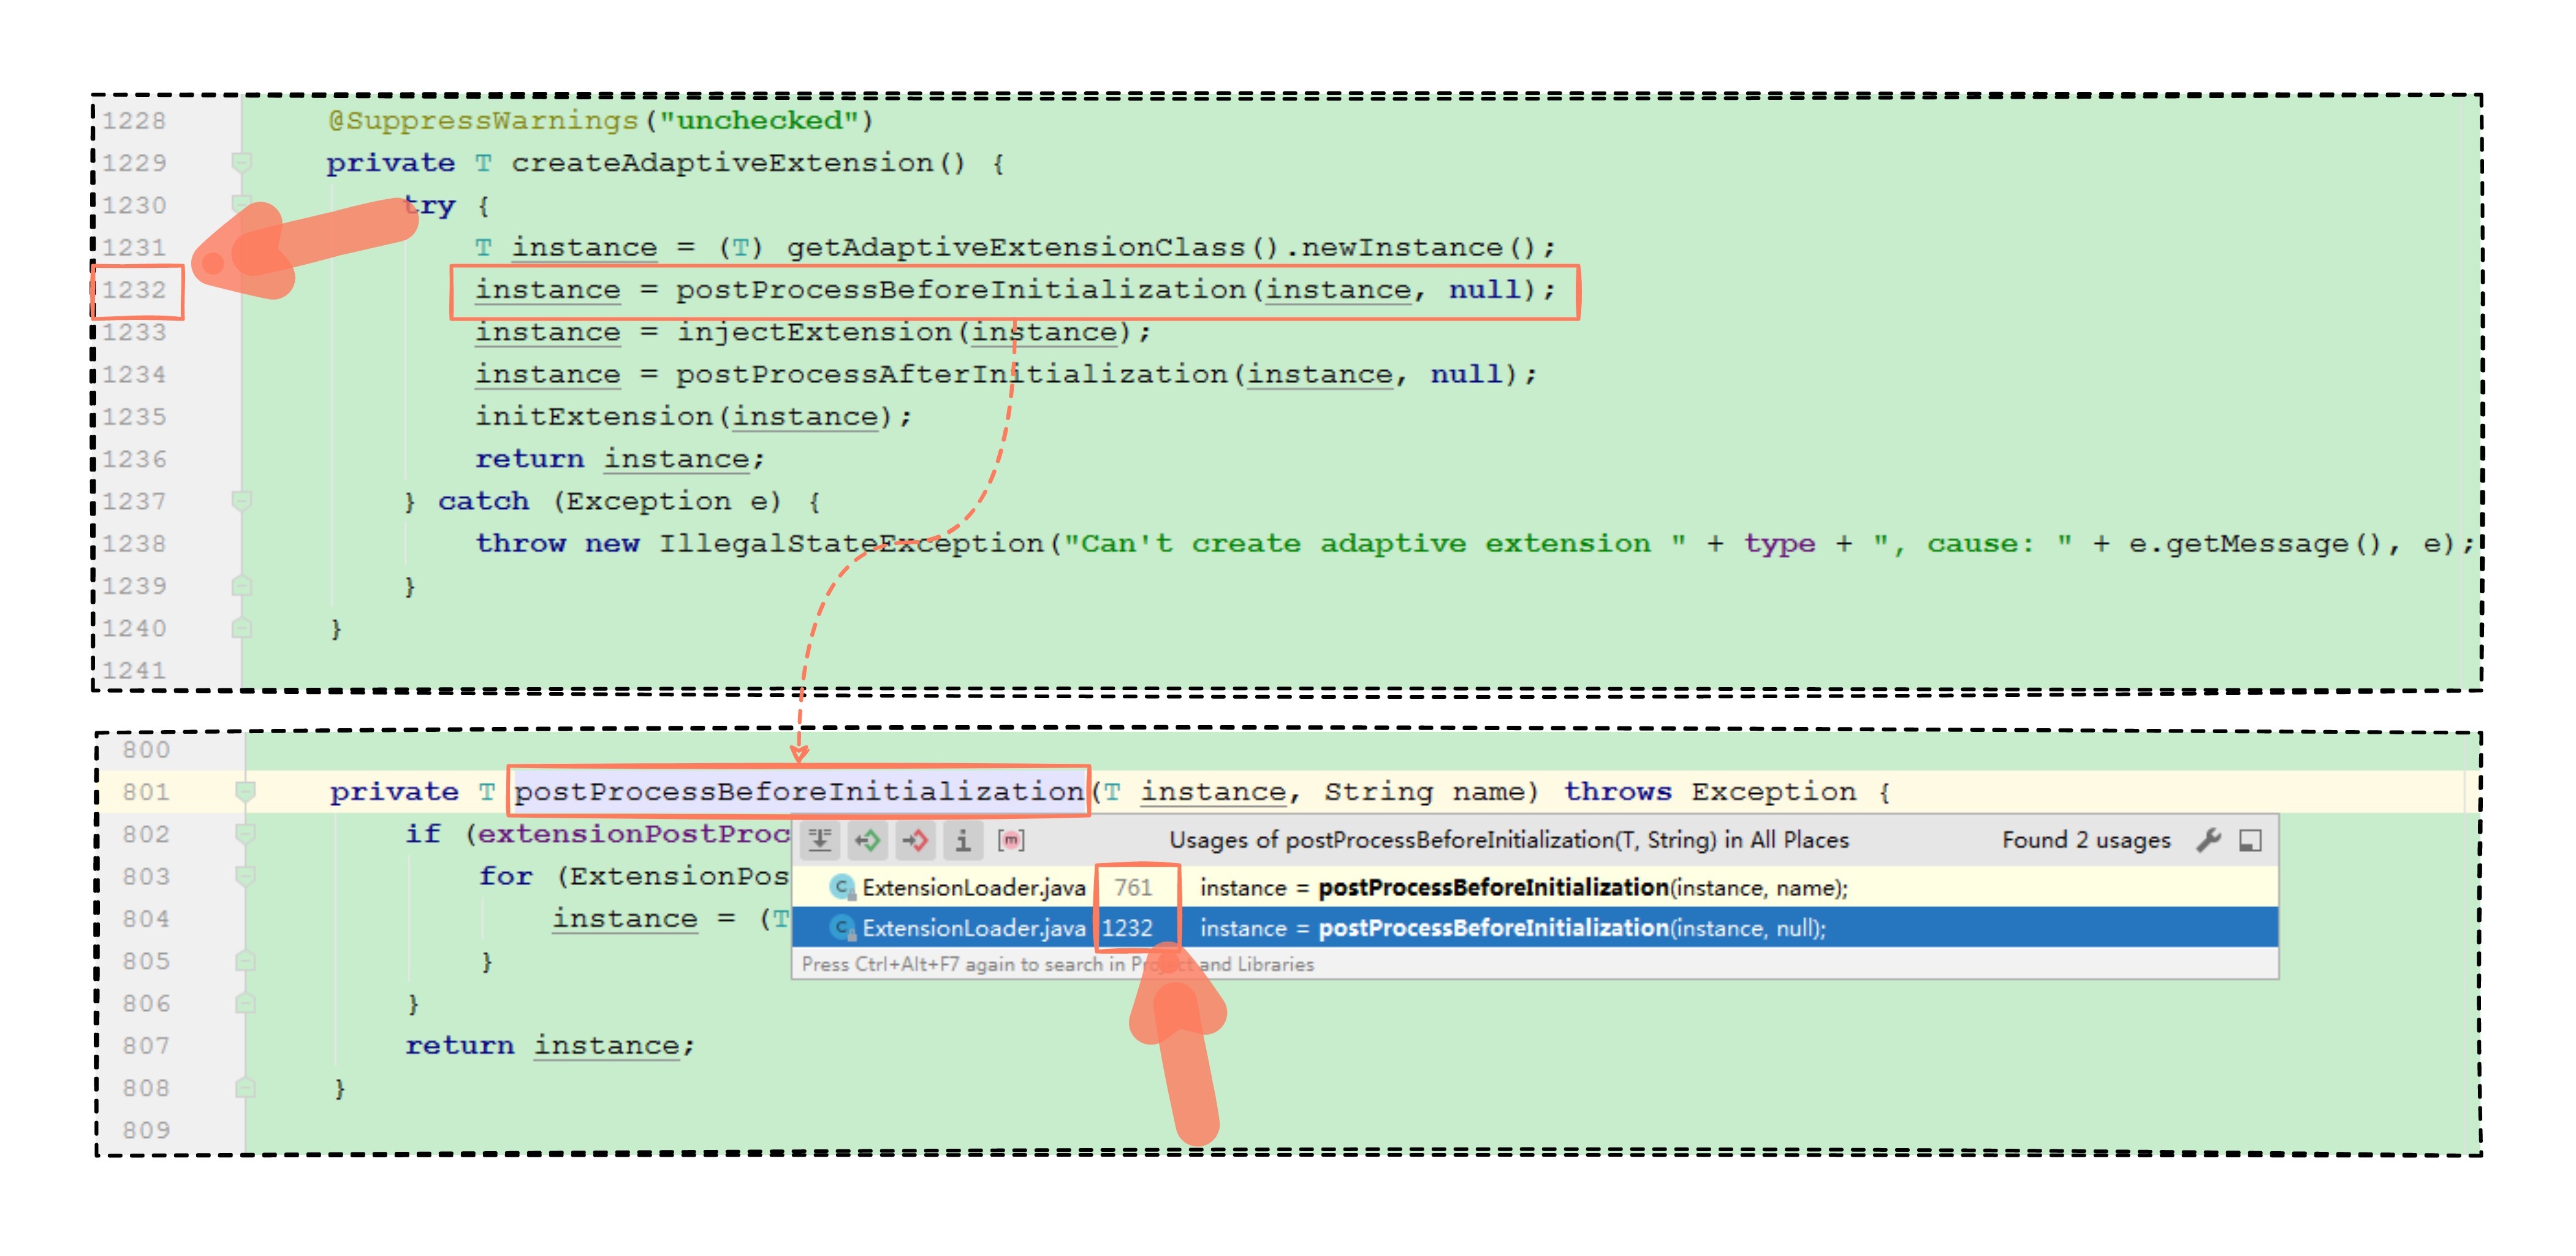 1228 @SuppressWarnings("unchecked")
1229 private T createAdaptiveExtension() {
1230 try {
1231 T instance = (T) getAdaptiveExtensionClass().newInstance();
1232 instance = postProcessBeforeInitialization(instance, null);
1233 instance = injectExtension(instance);
1234 instance = postProcessAfterInitialization(instance, null);
1235 initExtension(instance);
1236 return instance;
1237 } catch (Exception e) {
1238 throw new IllegalStateException("Can't create adaptive extension " + type + ", cause: " + e.getMessage(), e);
1239 }
1240 }
1241
800
801 private T postProcessBeforeInitialization(T instance, String name) throws Exception {
802 if (extensionPostProc
Usages of postProcessBeforeInitialization(T, String) in All Places Found 2 usages
803 for (ExtensionPos
ExtensionLoader.java 761 instance = postProcessBeforeInitialization(instance, name);
804 instance = (T
ExtensionLoader.java 1232 instance = postProcessBeforeInitialization(instance, null);
805 }
Press Ctrl+Alt+F7 again to search in Project and Libraries
806 }
807 return instance;
808 }
809